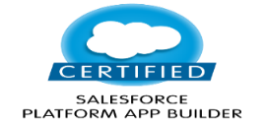 CERTIFIED
SALESFORCE
PLATFORM APP BUILDER